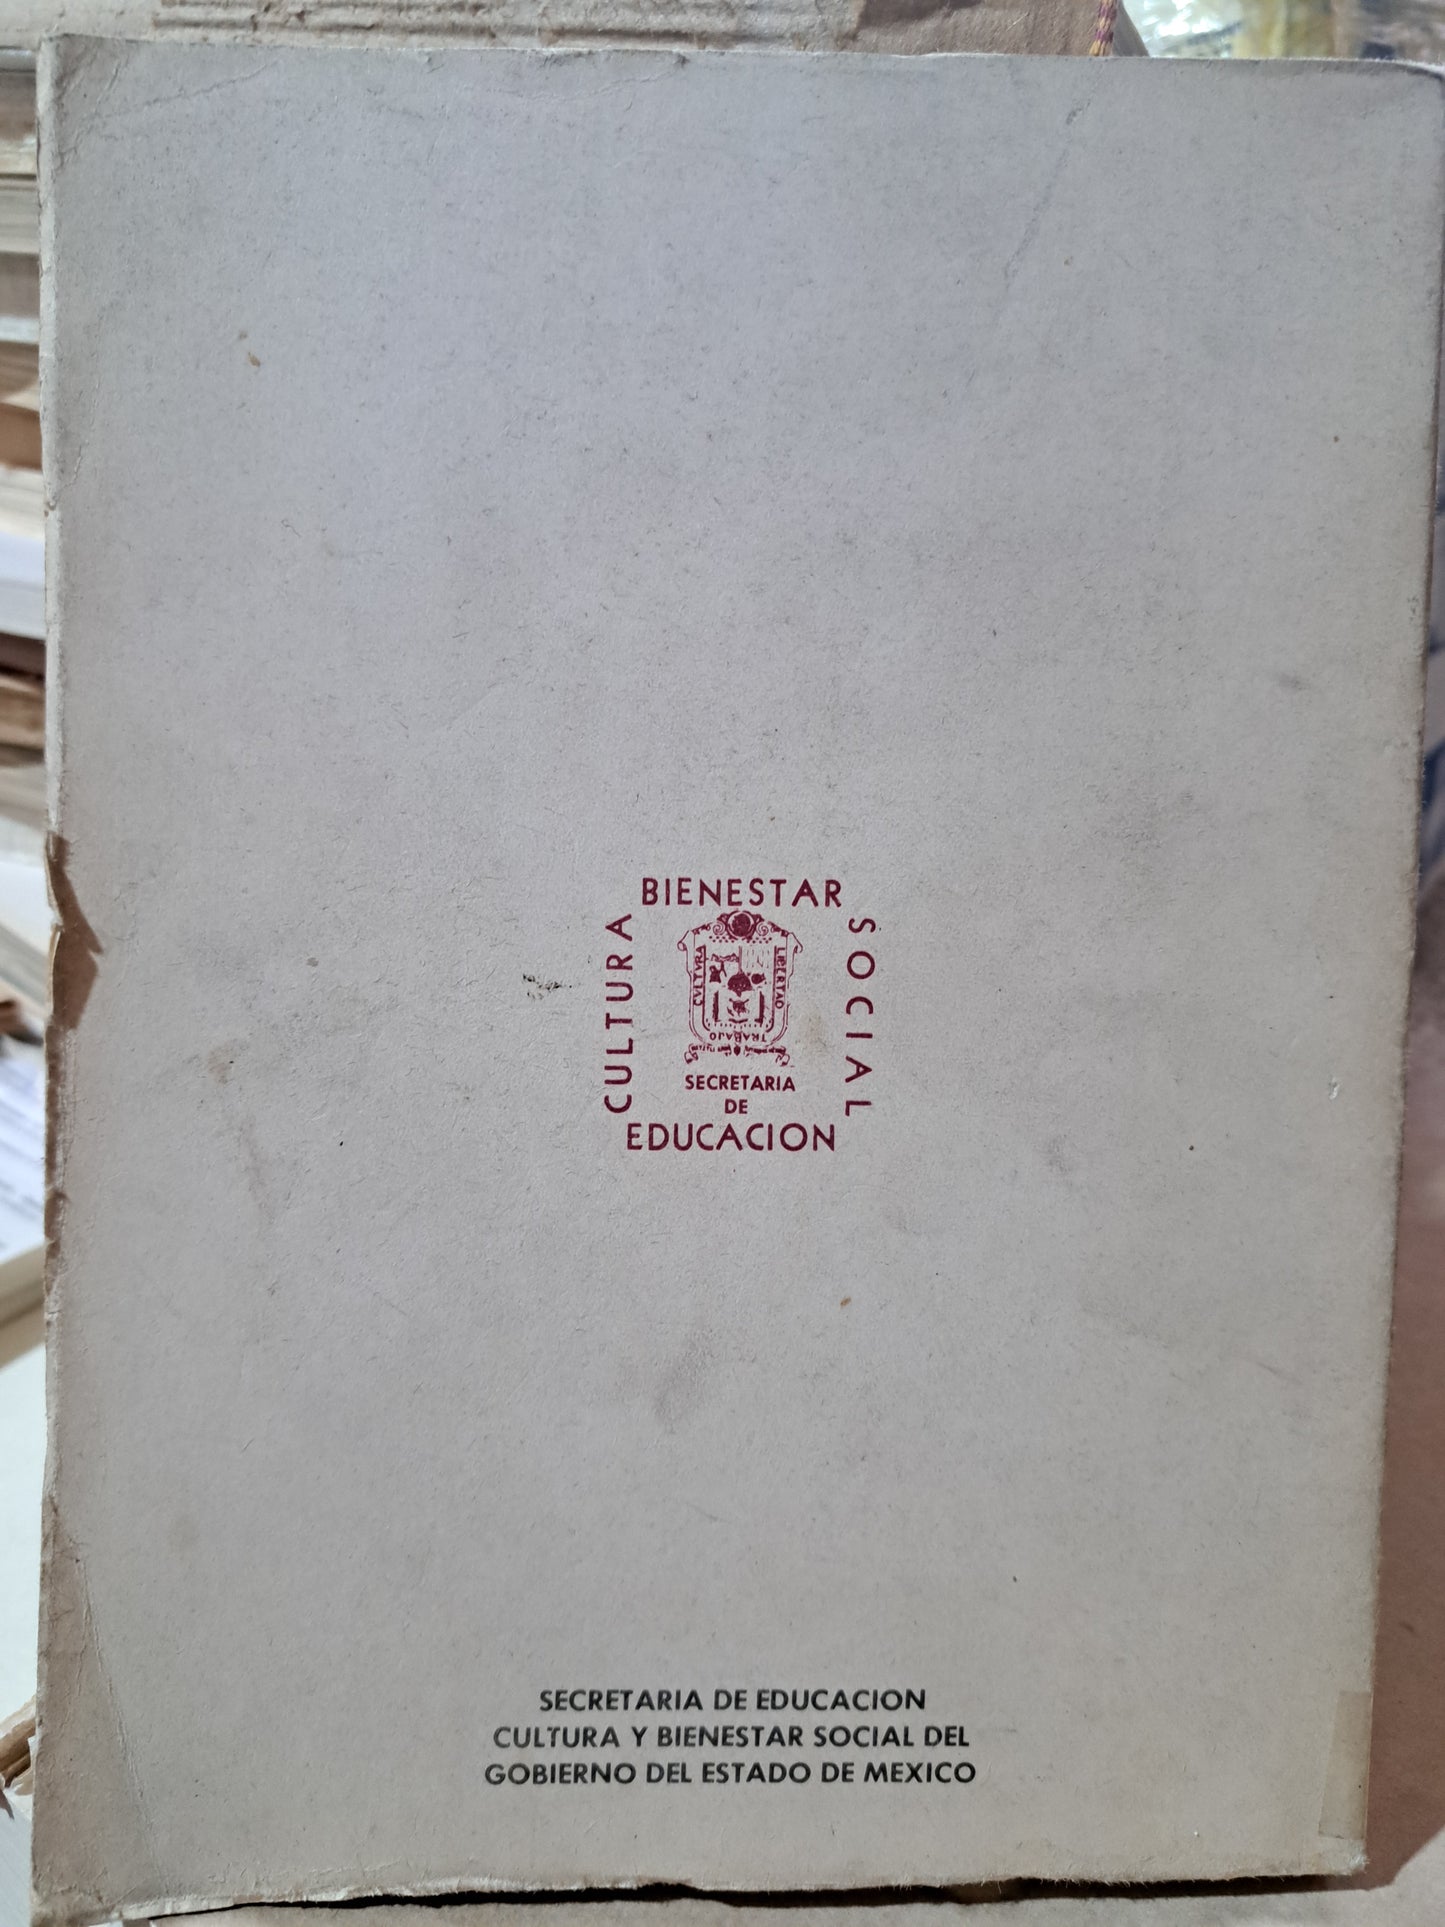 BIENESTAR
SOCIAL
CULTURA
CVLTVRA
LIBERTAD
TRABAJO
SECRETARIA
DE
EDUCACION
SECRETARIA DE EDUCACION
CULTURA Y BIENESTAR SOCIAL DEL
GOBIERNO DEL ESTADO DE MEXICO